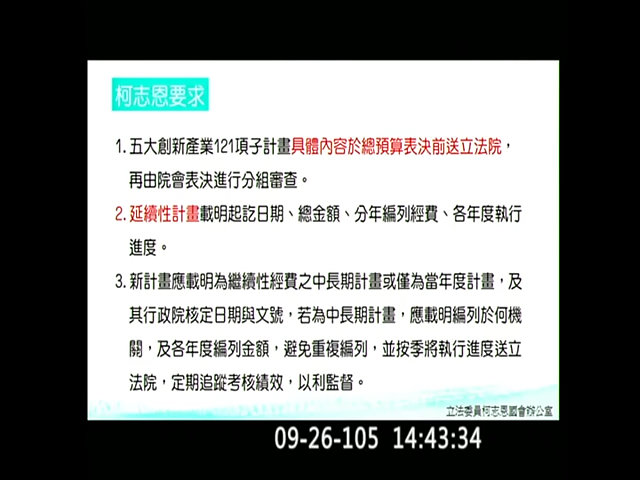 柯志恩要求
1. 五大創新產業121項子計畫具體內容於總預算表決前送立法院，
再由院會表決進行分組審查。
2. 延續性計畫載明起訖日期、總金額、分年編列經費、各年度執行
進度。
3. 新計畫應載明為繼續性經費之中長期計畫或僅為當年度計畫，及
其行政院核定日期與文號，若為中長期計畫，應載明編列於何機
關，及各年度編列金額，避免重複編列，並按季將執行進度送立
法院，定期追蹤考核績效，以利監督。
立法委員柯志恩國會辦公室
09-26-105 14:43:34